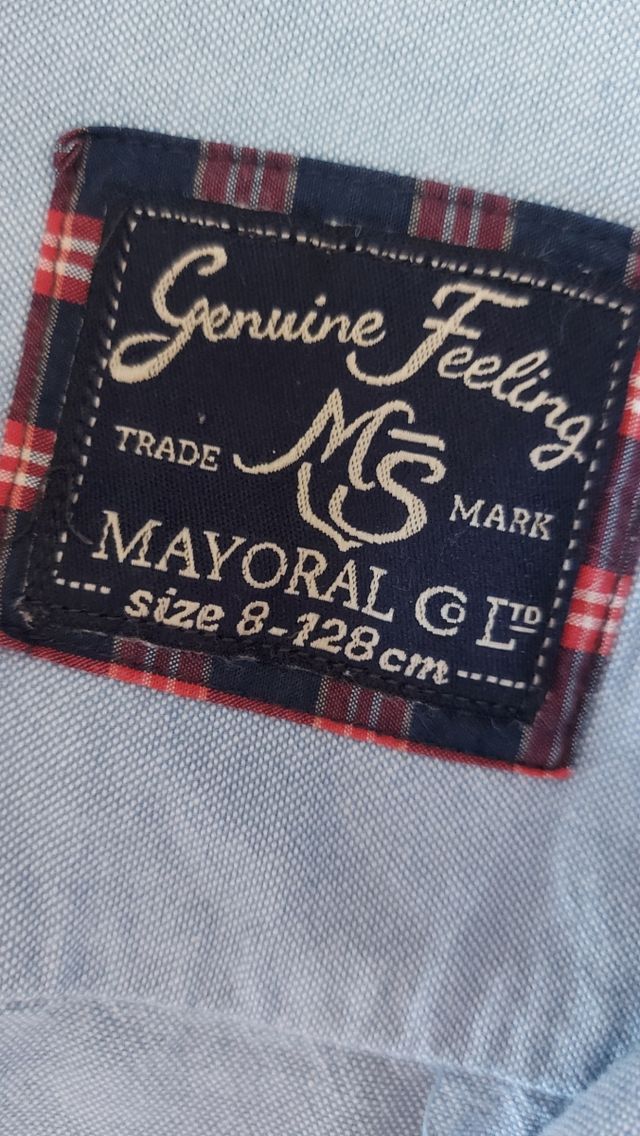 Genuine Feeling
TRADE MS MARK
MAYORAL Co LTD
size 8-128cm